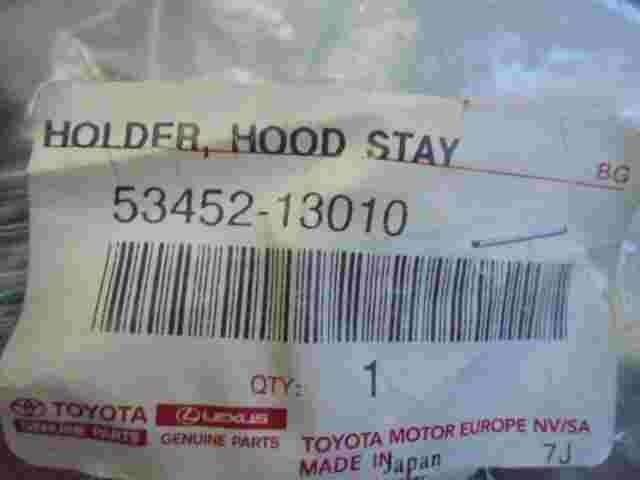 HOLDER, HOOD STAY
BG
53452-13010
QTY: 1
TOYOTA LEXUS
GENUINE PARTS GENUINE PARTS
TOYOTA MOTOR EUROPE NV/SA
MADE IN Japan 7J